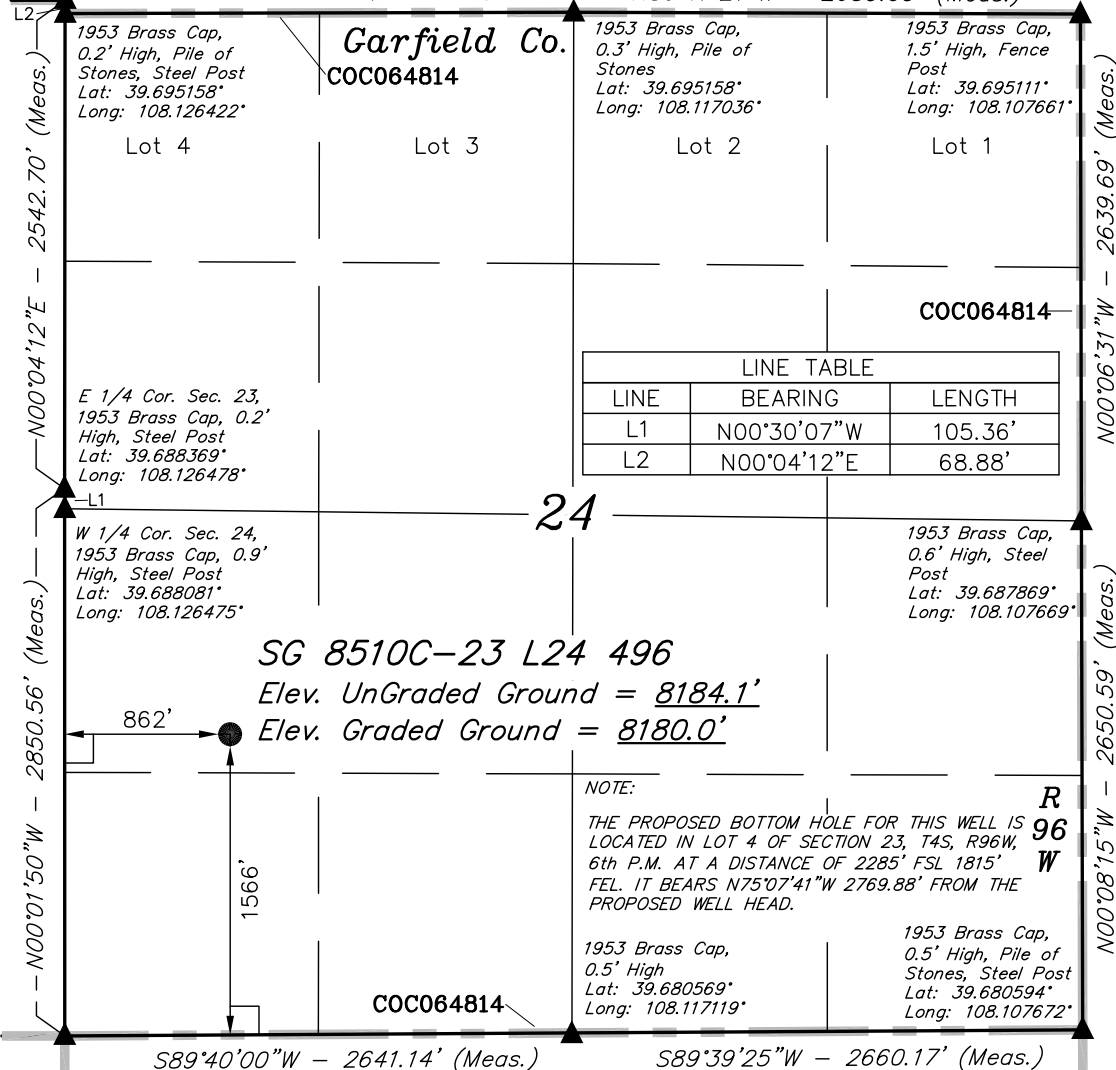 L2
1953 Brass Cap,
0.2' High, Pile of
Stones, Steel Post
Lat: 39.695158°
Long: 108.126422°
Garfield Co.
COC064814
1953 Brass Cap,
0.3' High, Pile of
Stones
Lat: 39.695158°
Long: 108.117036°
1953 Brass Cap,
1.5' High, Fence
Post
Lat: 39.695111°
Long: 108.107661°
Lot 4
Lot 3
Lot 2
Lot 1
N00°04'12"E - 2542.70' (Meas.)
N00°06'31"W - 2639.69' (Meas.)
COC064814
LINE TABLE
LINE BEARING LENGTH
L1 N00°30'07"W 105.36'
L2 N00°04'12"E 68.88'
E 1/4 Cor. Sec. 23,
1953 Brass Cap, 0.2'
High, Steel Post
Lat: 39.688369°
Long: 108.126478°
L1
24
W 1/4 Cor. Sec. 24,
1953 Brass Cap, 0.9'
High, Steel Post
Lat: 39.688081°
Long: 108.126475°
1953 Brass Cap,
0.6' High, Steel
Post
Lat: 39.687869°
Long: 108.107669°
SG 8510C-23 L24 496
Elev. UnGraded Ground = 8184.1'
Elev. Graded Ground = 8180.0'
862'
1566'
N00°01'50"W - 2850.56' (Meas.)
N00°08'15"W - 2650.59' (Meas.)
NOTE:
THE PROPOSED BOTTOM HOLE FOR THIS WELL IS
LOCATED IN LOT 4 OF SECTION 23, T4S, R96W,
6th P.M. AT A DISTANCE OF 2285' FSL 1815'
FEL. IT BEARS N75°07'41"W 2769.88' FROM THE
PROPOSED WELL HEAD.
R
96
W
1953 Brass Cap,
0.5' High
Lat: 39.680569°
Long: 108.117119°
1953 Brass Cap,
0.5' High, Pile of
Stones, Steel Post
Lat: 39.680594°
Long: 108.107672°
COC064814
S89°40'00"W - 2641.14' (Meas.)
S89°39'25"W - 2660.17' (Meas.)